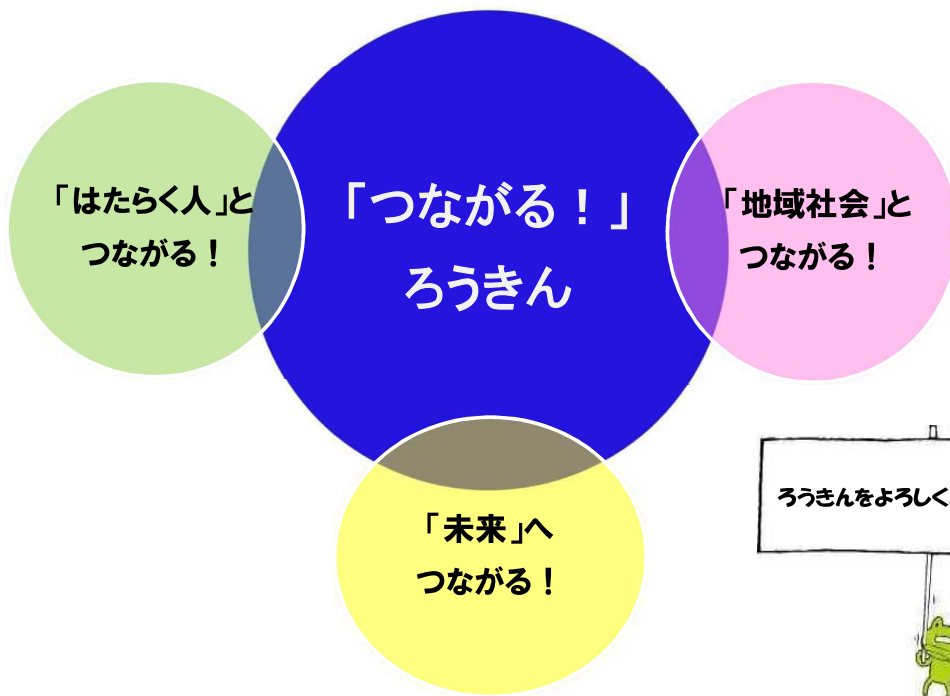 「つながる！」
ろうきん
「はたらく人」と
つながる！
「地域社会」と
つながる！
「未来」へ
つながる！
ろうきんをよろしく